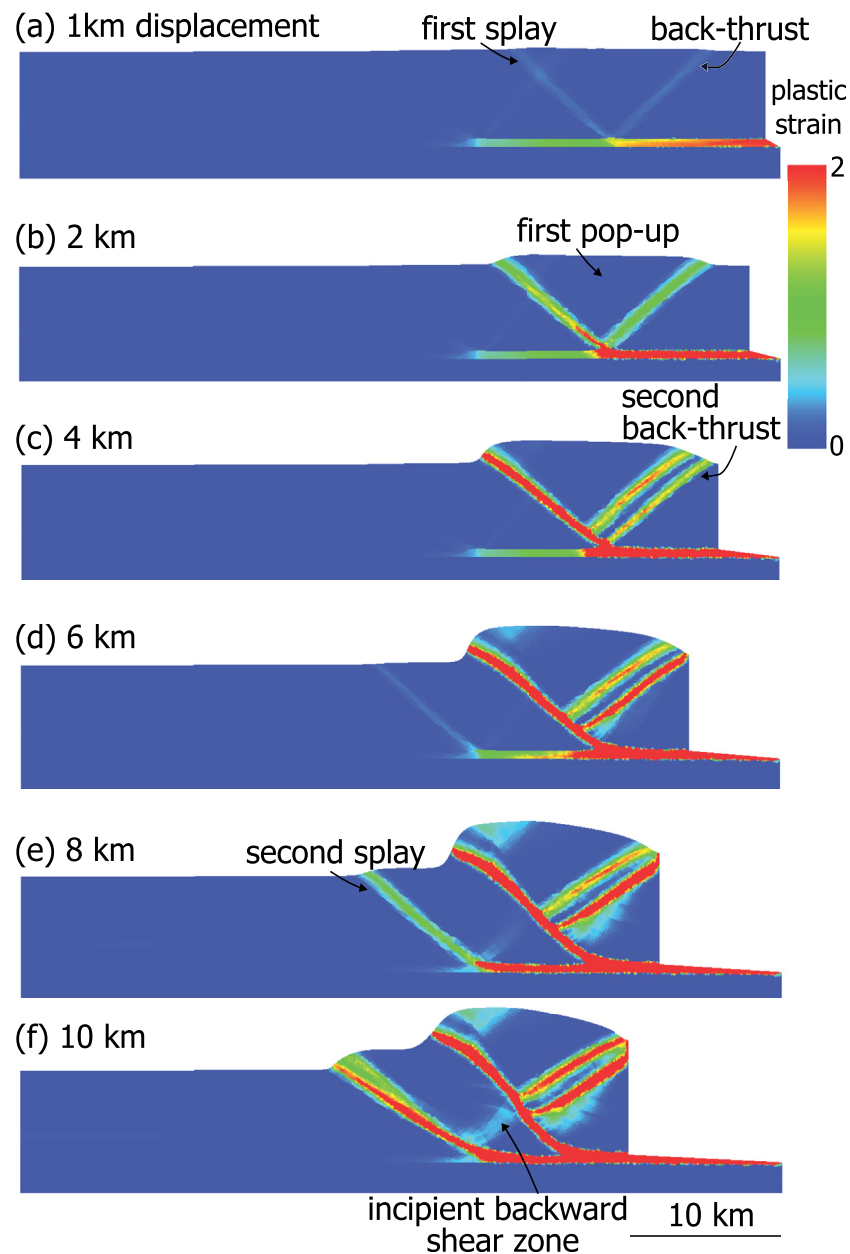 (a) 1km displacement
first splay
back-thrust
plastic
strain
2
0
(b) 2 km
first pop-up
(c) 4 km
second
back-thrust
(d) 6 km
(e) 8 km
second splay
(f) 10 km
incipient backward
shear zone
10 km